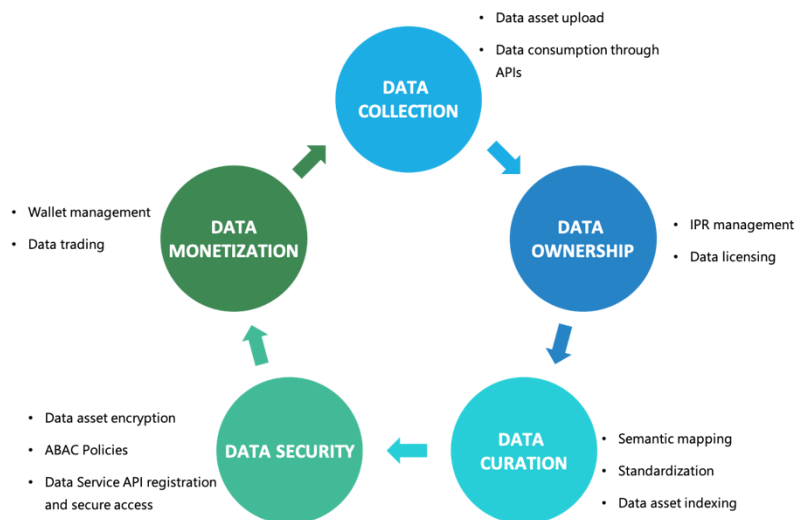 Data asset upload
Data consumption through
APIs
DATA
COLLECTION
DATA
OWNERSHIP
IPR management
Data licensing
DATA
CURATION
Semantic mapping
Standardization
Data asset indexing
DATA SECURITY
Data asset encryption
ABAC Policies
Data Service API registration
and secure access
DATA
MONETIZATION
Wallet management
Data trading